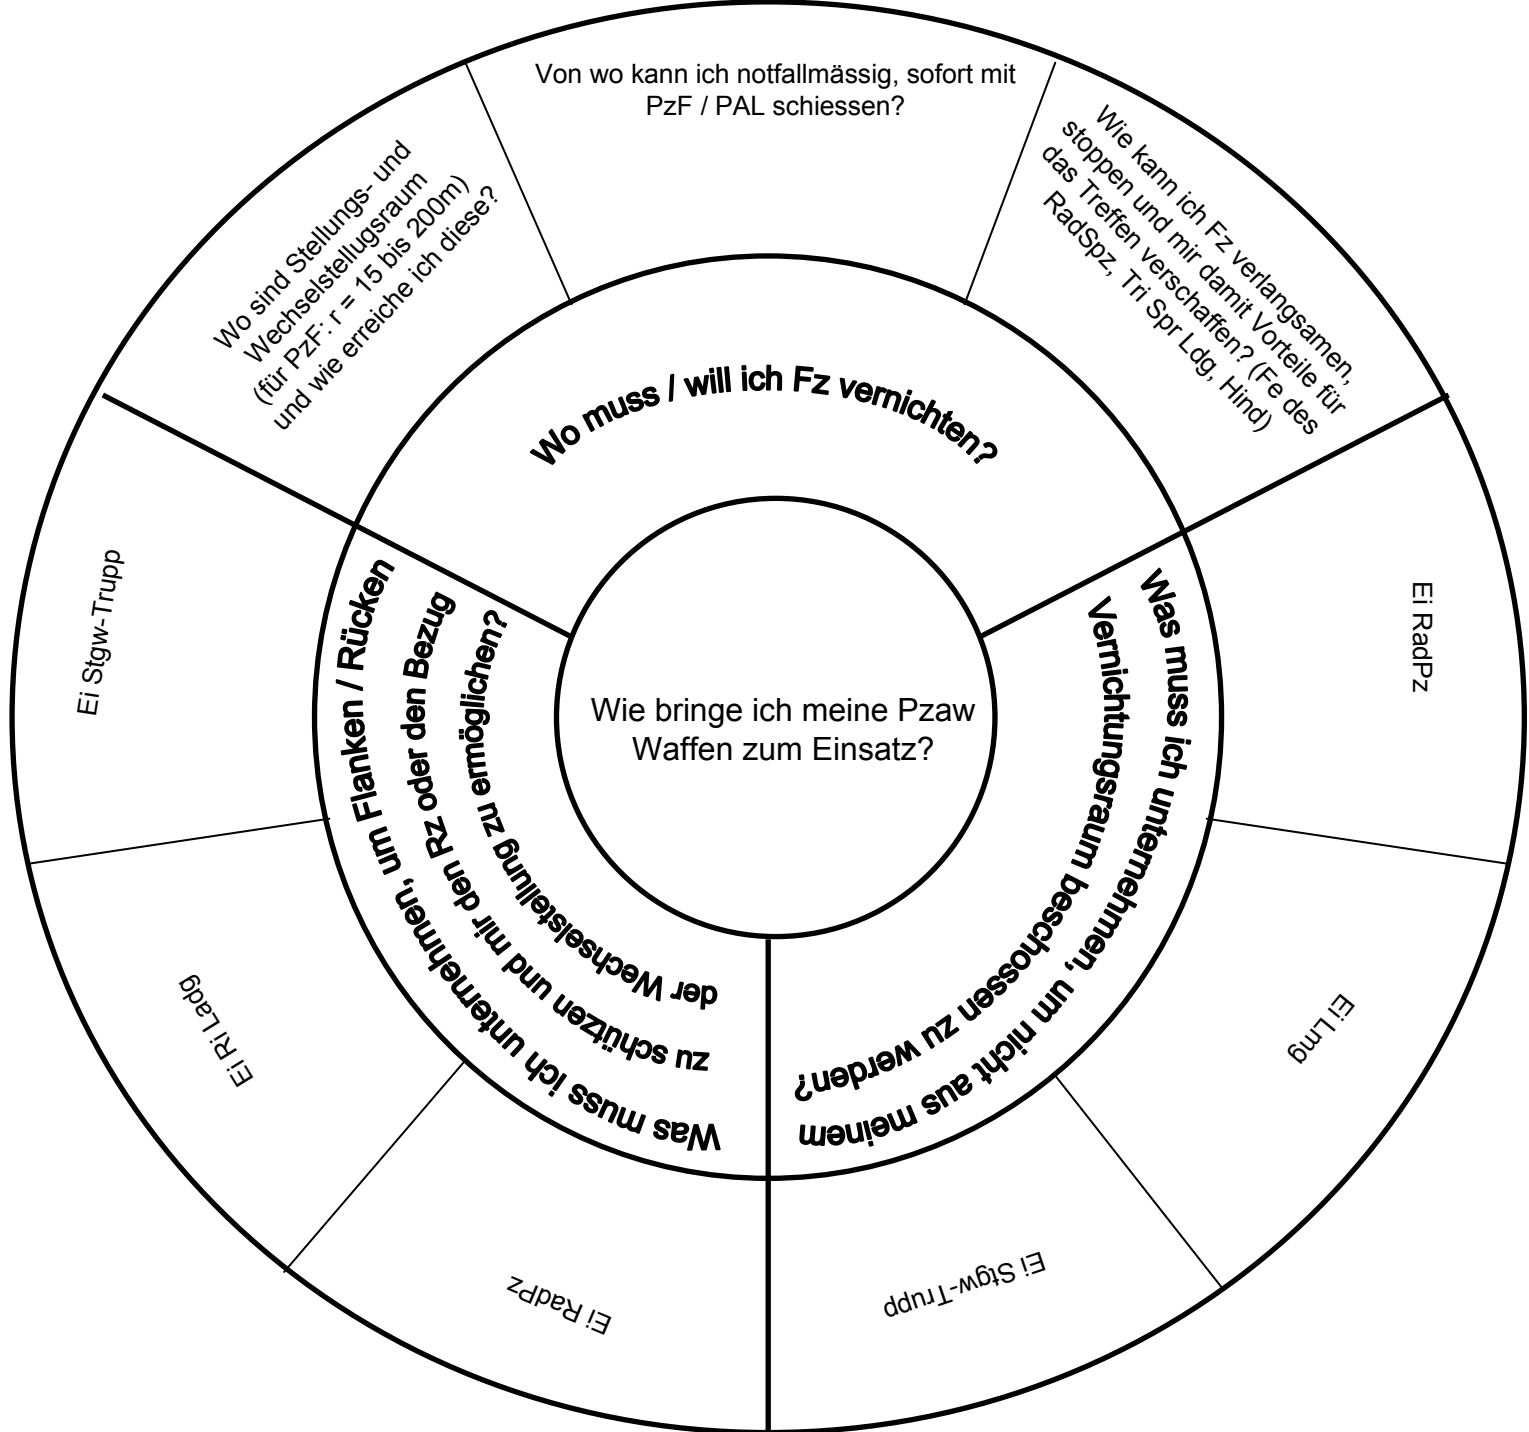 Von wo kann ich notfallmässig, sofort mit
PzF / PAL schiessen?
Wie kann ich Fz verlangsamen,
stoppen und mir damit Vorteile für
das Treffen verschaffen? (Fe des
RadSpz, Tri Spr Ldg, Hind)
Wo sind Stellungs- und
Wechselstellugsraum
(für PzF: r = 15 bis 200m)
und wie erreiche ich diese?
Wo muss / will ich Fz vernichten?
Wie bringe ich meine Pzaw
Waffen zum Einsatz?
Was muss ich unternehmen, um nicht aus meinem
Vernichtungsraum beschossen zu werden?
Ei RadPz
Ei Lmg
Ei Stgw-Trupp
Was muss ich unternehmen, um Flanken / Rücken
zu schützen und mir den Rz oder den Bezug
der Wechselstellung zu ermöglichen?
Ei RadPz
Ei Ri Ladg
Ei Stgw-Trupp